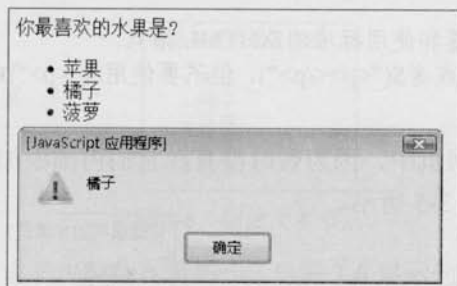 你最喜欢的水果是?
• 苹果
• 橘子
• 菠萝
[JavaScript 应用程序]
橘子
确定